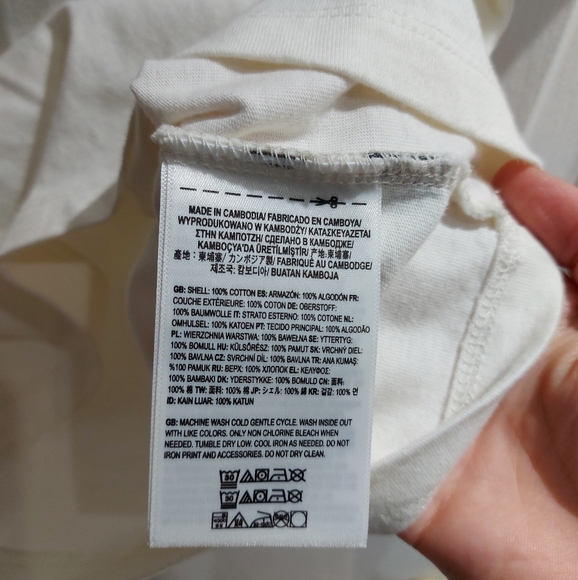 MADE IN CAMBODIA/ FABRICADO EN CAMBOYA/
WYPRODUKOWANO W KAMBODŻY/ ΚΑΤΑΣΚΕΥΑΖΕΤΑΙ
ΣΤΗΝ ΚΑΜΠΟΤΖΗ/ СДЕЛАНО В КАМБОДЖЕ/
KAMBOÇYA'DA ÜRETİLMİŞTİR/ 产地:柬埔寨/
產地:柬埔寨/ カンボジア製/ FABRIQUÉ AU CAMBODGE/
제조국: 캄보디아/ BUATAN KAMBOJA
GB: SHELL: 100% COTTON ES: ARMAZÓN: 100% ALGODÓN FR:
COUCHE EXTÉRIEURE: 100% COTON DE: OBERSTOFF:
100% BAUMWOLLE IT: STRATO ESTERNO: 100% COTONE NL:
OMHULSEL: 100% KATOEN PT: TECIDO PRINCIPAL: 100% ALGODÃO
PL: WIERZCHNIA WARSTWA: 100% BAWEŁNA SE: YTTERTYG:
100% BOMULL HU: KÜLSŐRÉSZ: 100% PAMUT SK: VRCHNÝ DIEL:
100% BAVLNA CZ: SVRCHNÍ DÍL: 100% BAVLNA TR: ANA KUMAŞ:
%100 PAMUK RU: ВЕРХ: 100% ХЛОПОК EL: ΚΕΛΥΦΟΣ:
100% ΒΑΜΒΑΚΙ DK: YDERSTYKKE: 100% BOMULD CN: 面料:
100% 棉 TW: 面料: 100% 棉 JP: シェル: 100% 綿 KR: 겉감: 100% 면
ID: KAIN LUAR: 100% KATUN
GB: MACHINE WASH COLD GENTLE CYCLE. WASH INSIDE OUT
WITH LIKE COLORS. ONLY NON CHLORINE BLEACH WHEN
NEEDED. TUMBLE DRY LOW. COOL IRON AS NEEDED. DO NOT
IRON PRINT AND ACCESSORIES. DO NOT DRY CLEAN.
30
30